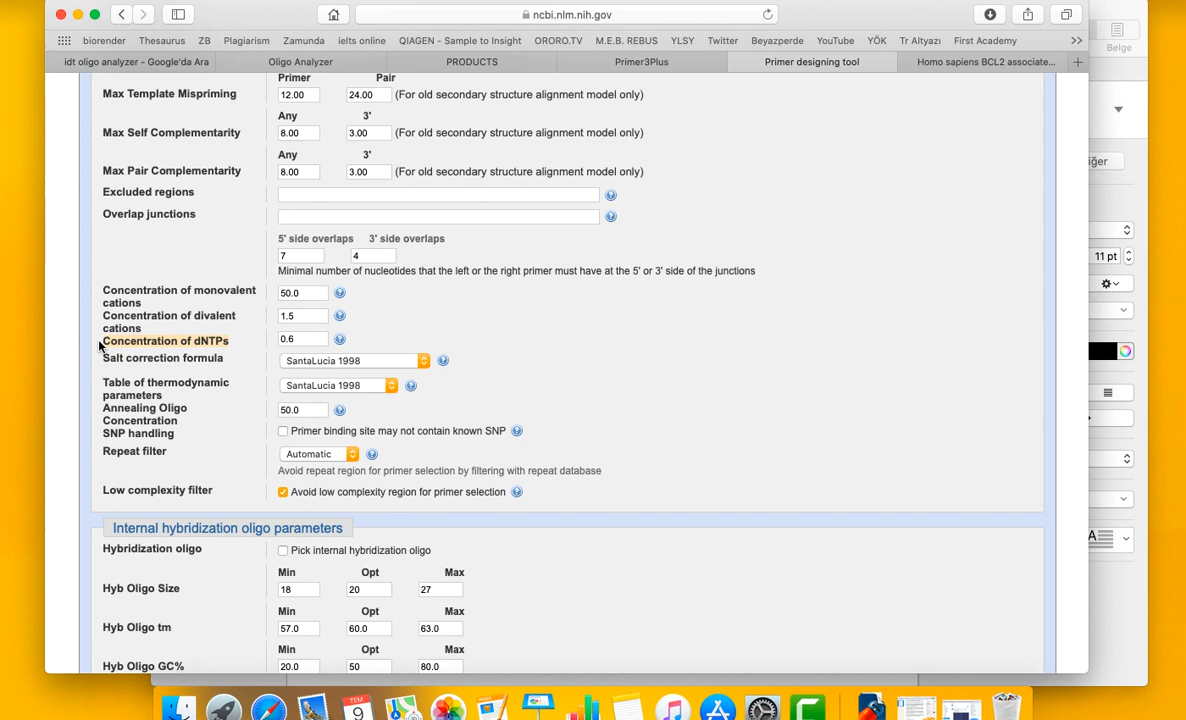 ncbi.nlm.nih.gov
biorender Thesaurus ZB Plagiarism Zamunda ielts online QIAGEN - Sample to Insight ORORO.TV M.E.B. REBUS YLSY Twitter Beyazperde YouTube YÖK Tr Altyazı First Academy >>
Belge
idt oligo analyzer - Google'da Ara Oligo Analyzer PRODUCTS Primer3Plus Primer designing tool Homo sapiens BCL2 associate... +
Primer Pair
Max Template Mispriming 12.00 24.00 (For old secondary structure alignment model only)
Any 3'
Max Self Complementarity 8.00 3.00 (For old secondary structure alignment model only)
Any 3'
ğer
Max Pair Complementarity 8.00 3.00 (For old secondary structure alignment model only)
Excluded regions ?
Overlap junctions ?
5' side overlaps 3' side overlaps
7 4
11 pt
Minimal number of nucleotides that the left or the right primer must have at the 5' or 3' side of the junctions
Concentration of monovalent
cations 50.0 ?
Concentration of divalent
cations 1.5 ?
Concentration of dNTPs 0.6 ?
Salt correction formula SantaLucia 1998 ?
Table of thermodynamic
parameters SantaLucia 1998 ?
Annealing Oligo
Concentration 50.0 ?
SNP handling Primer binding site may not contain known SNP ?
Repeat filter Automatic ?
Avoid repeat region for primer selection by filtering with repeat database
Low complexity filter Avoid low complexity region for primer selection ?
Internal hybridization oligo parameters
Hybridization oligo Pick internal hybridization oligo
A
Min Opt Max
Hyb Oligo Size 18 20 27
Min Opt Max
Hyb Oligo tm 57.0 60.0 63.0
Min Opt Max
Hyb Oligo GC% 20.0 50 80.0
TEM
9